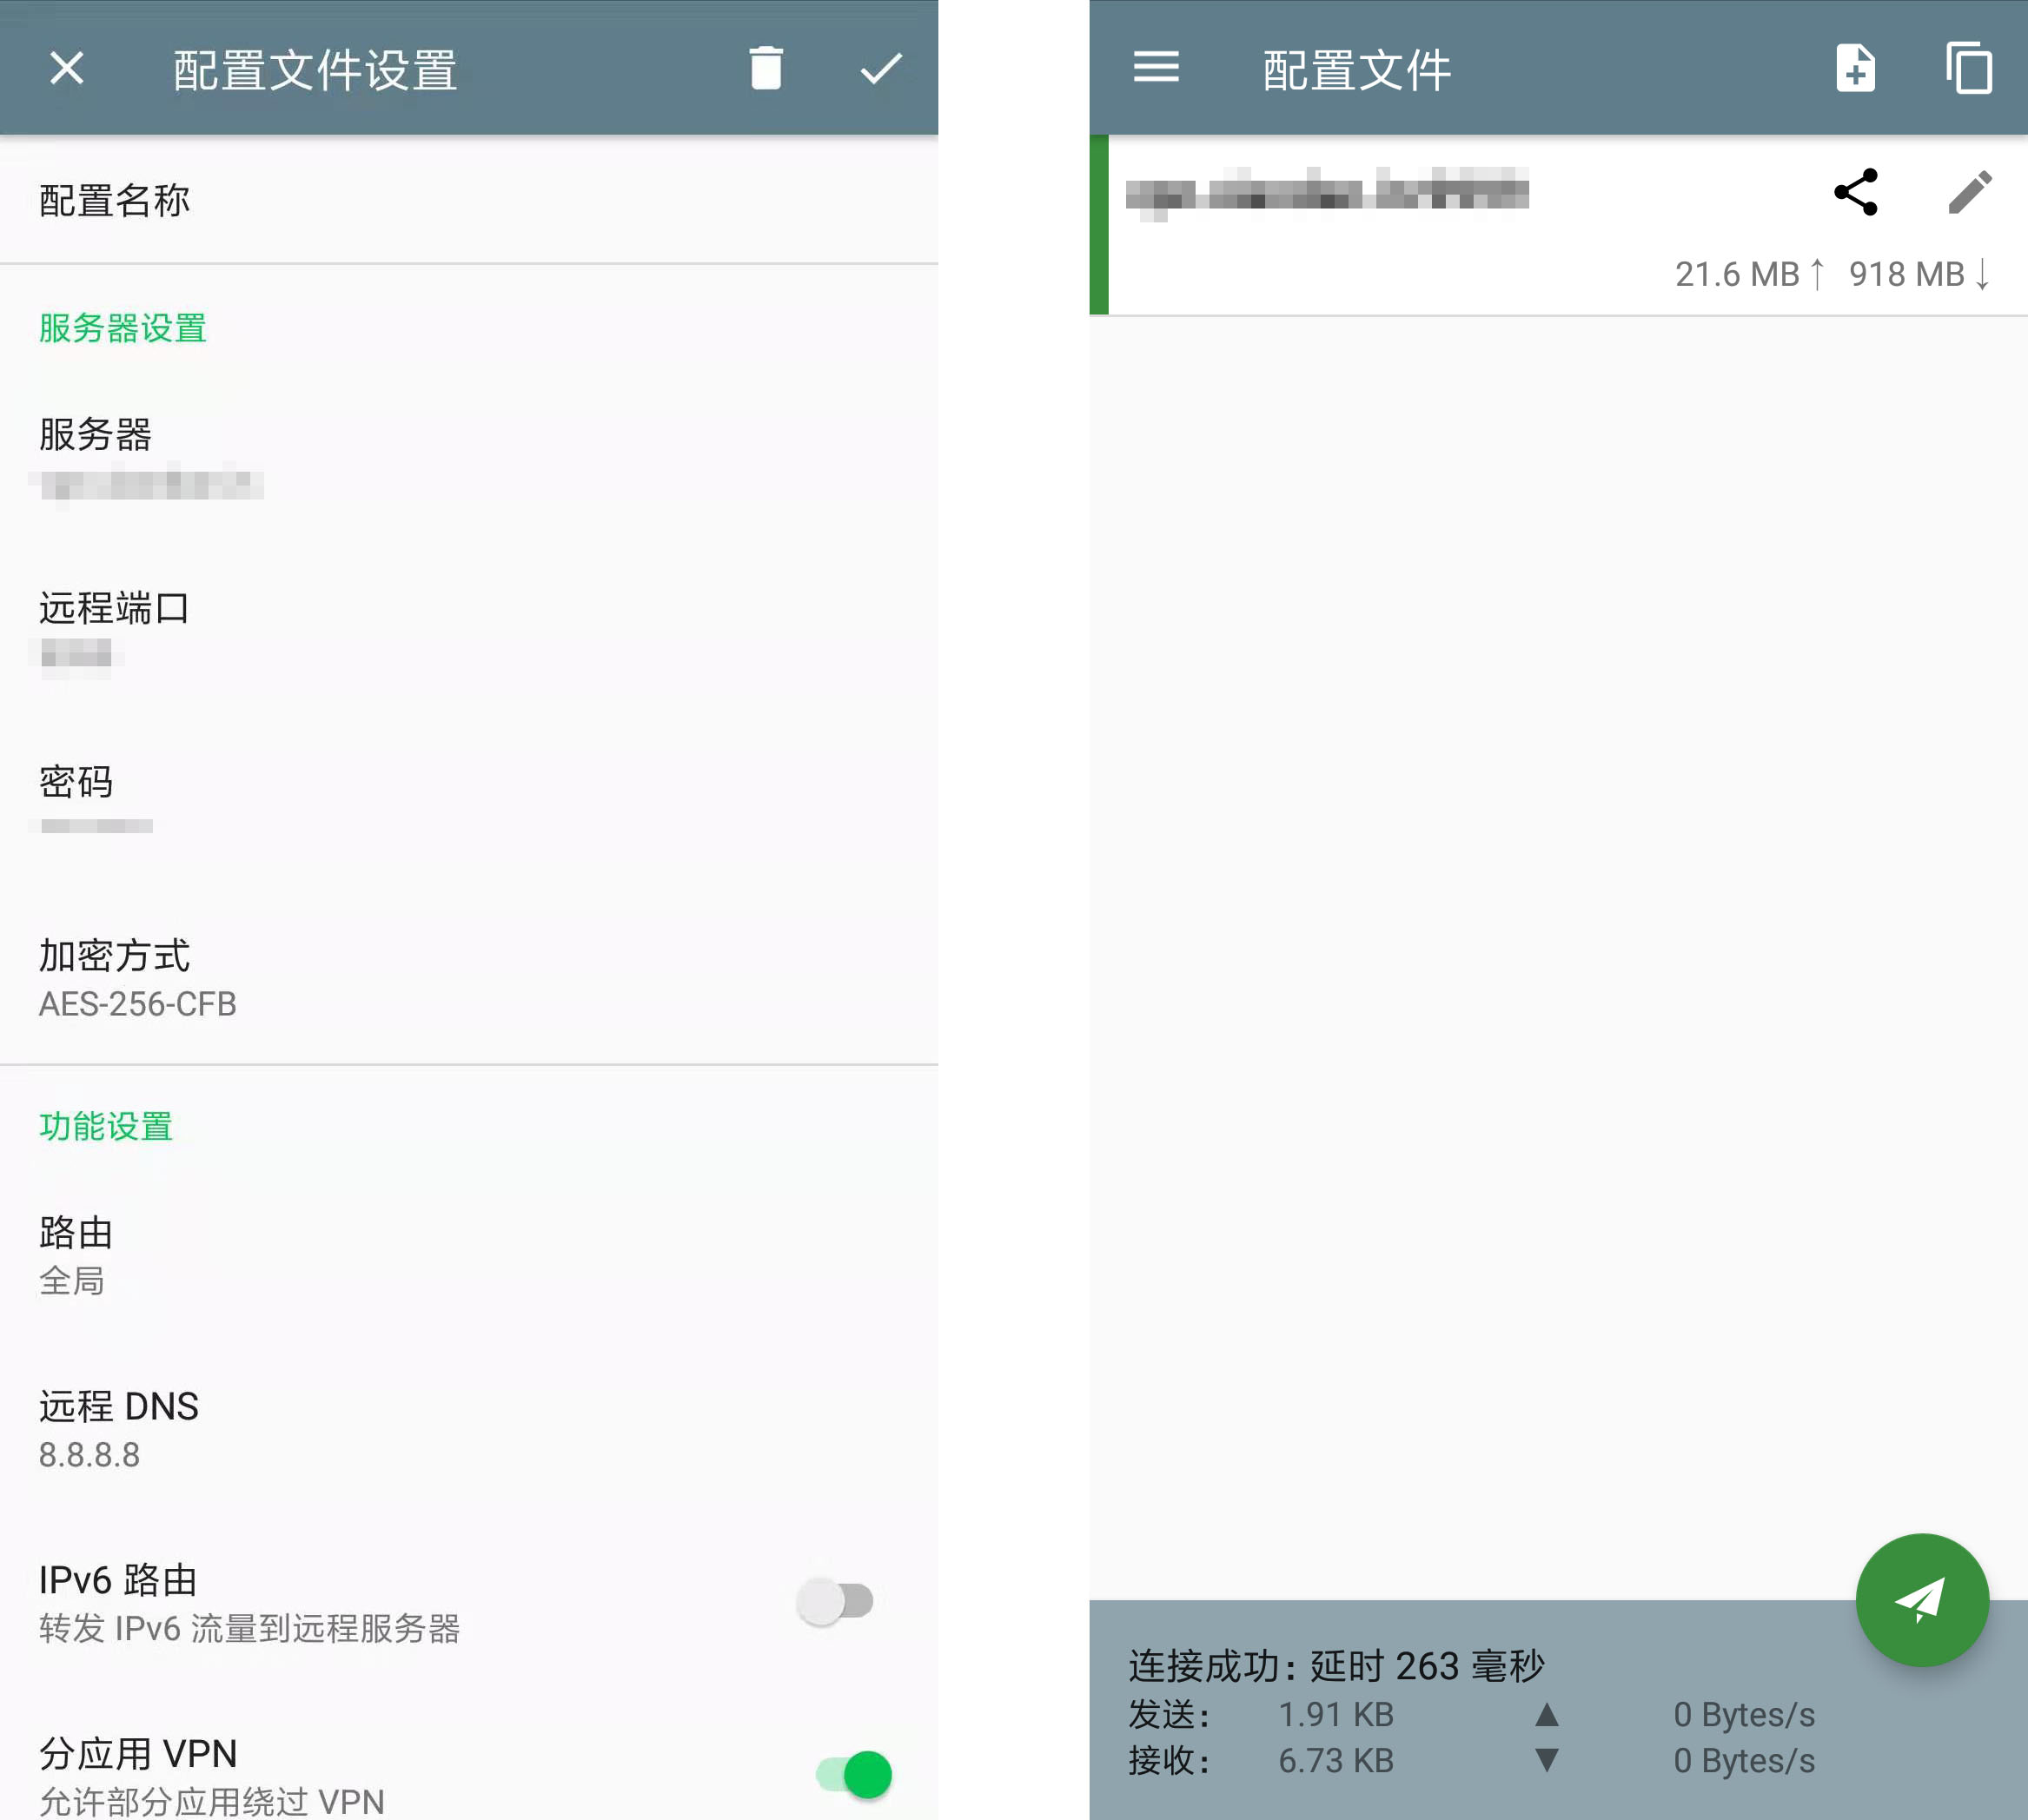 配置文件设置
配置名称
服务器设置
服务器
远程端口
密码
加密方式
AES-256-CFB
功能设置
路由
全局
远程 DNS
8.8.8.8
IPv6 路由
转发 IPv6 流量到远程服务器
分应用 VPN
允许部分应用绕过 VPN
配置文件
21.6 MB↑ 918 MB↓
连接成功：延时 263 毫秒
发送： 1.91 KB ▲ 0 Bytes/s
接收： 6.73 KB ▼ 0 Bytes/s